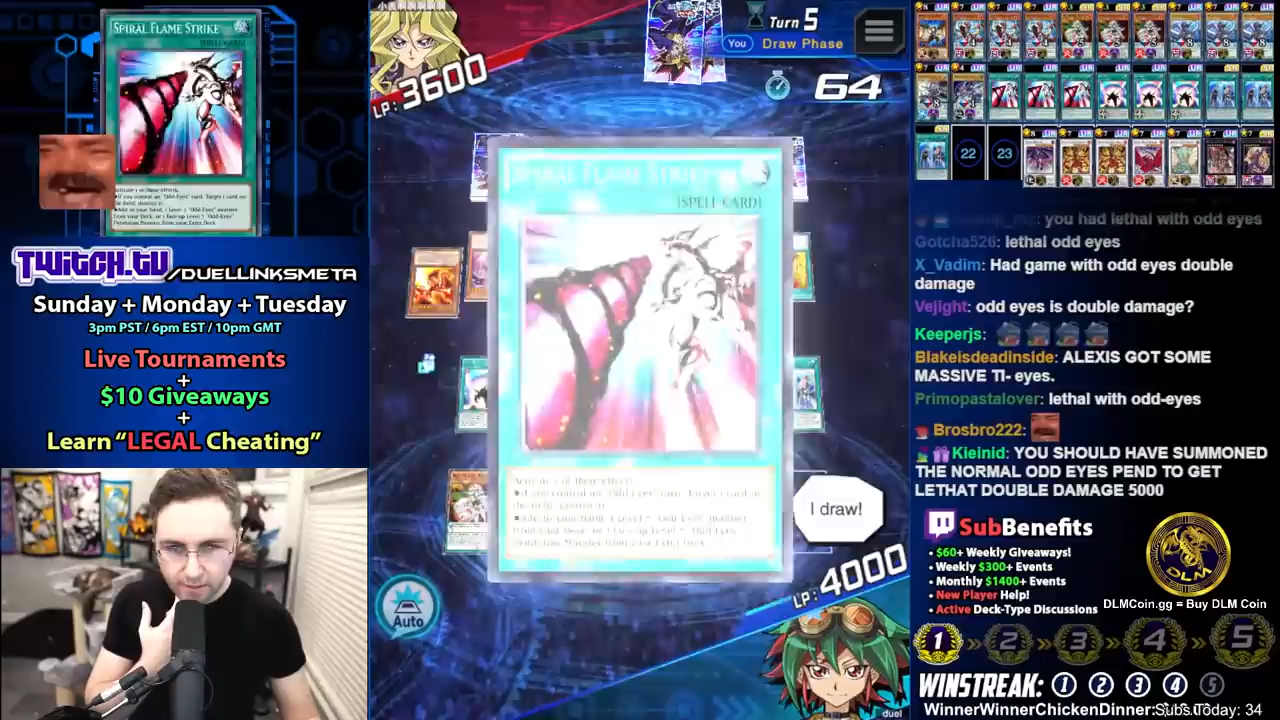 SPIRAL FLAME STRIKE
[SPELL CARD]
TWITCH.TV/DUELLINKSMETA
Sunday + Monday + Tuesday
3pm PST / 6pm EST / 10pm GMT
Live Tournaments
+
$10 Giveaways
+
Learn “LEGAL Cheating”
LP: 3600
Turn 5
You Draw Phase
64
SPIRAL FLAME STRIKE
[SPELL CARD]
I draw!
Auto
LP: 4000
duel
22
23
you had lethal with odd eyes
Gotcha526: lethal odd eyes
X_Vadim: Had game with odd eyes double
damage
Vejight: odd eyes is double damage?
Keeperjs:
Blakeisdeadinside: ALEXIS GOT SOME
MASSIVE TI- eyes.
Primopastalover: lethal with odd-eyes
Brosbro222:
Kieinid: YOU SHOULD HAVE SUMMONED
THE NORMAL ODD EYES PEND TO GET
LETHAT DOUBLE DAMAGE 5000
SubBenefits
• $60+ Weekly Giveaways!
• Weekly $300+ Events
• Monthly $1400+ Events
• New Player Help!
• Active Deck-Type Discussions
DLM
DLMCoin.gg = Buy DLM Coin
1 2 3 4 5
WINSTREAK: 1 2 3 4 5
WinnerWinnerChickenDinner:
Subs Today: 34